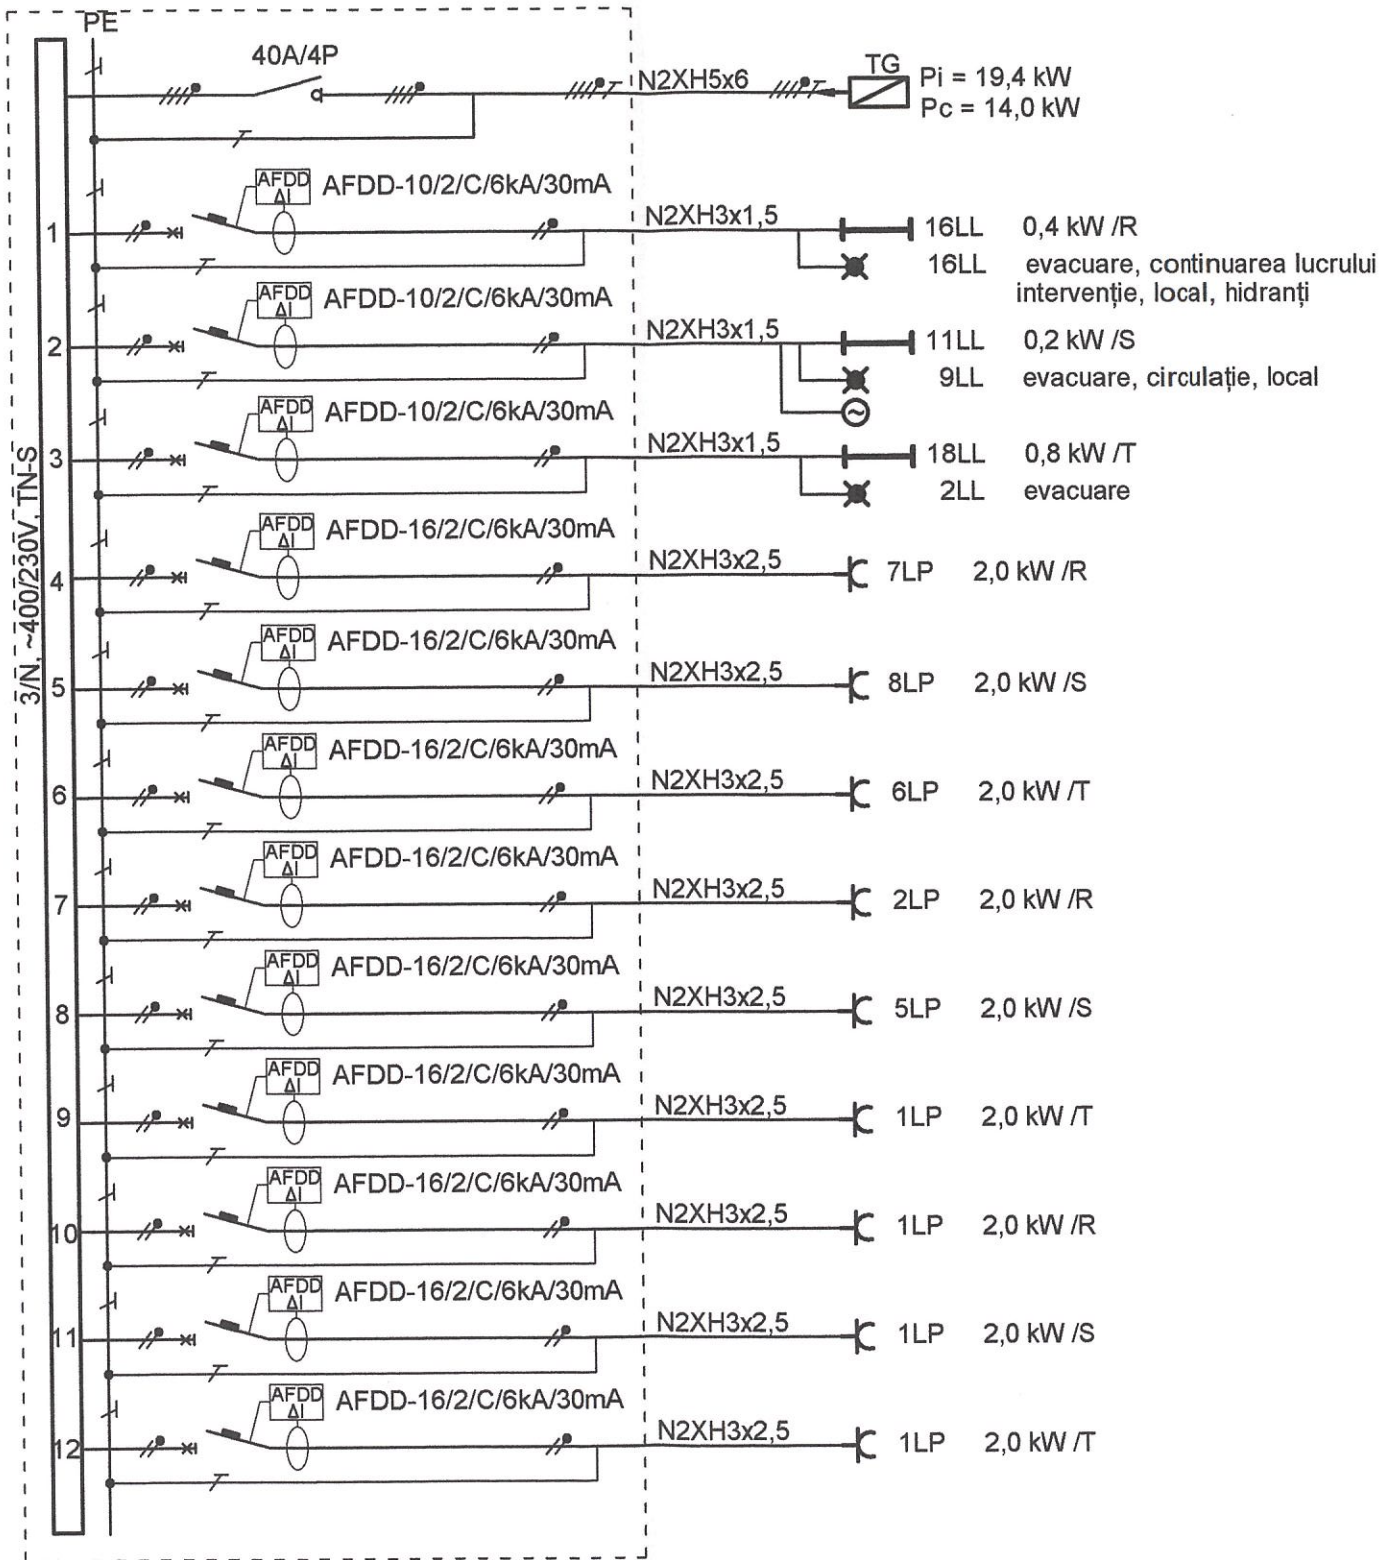 PE
40A/4P
N2XH5x6
TG
Pi = 19,4 kW
Pc = 14,0 kW
3/N, ~400/230V, TN-S
1
AFDD
ΔI
AFDD-10/2/C/6kA/30mA
N2XH3x1,5
16LL 0,4 kW /R
16LL evacuare, continuarea lucrului
intervenție, local, hidranți
2
AFDD
ΔI
AFDD-10/2/C/6kA/30mA
N2XH3x1,5
11LL 0,2 kW /S
9LL evacuare, circulație, local
~
3
AFDD
ΔI
AFDD-10/2/C/6kA/30mA
N2XH3x1,5
18LL 0,8 kW /T
2LL evacuare
4
AFDD
ΔI
AFDD-16/2/C/6kA/30mA
N2XH3x2,5
7LP 2,0 kW /R
5
AFDD
ΔI
AFDD-16/2/C/6kA/30mA
N2XH3x2,5
8LP 2,0 kW /S
6
AFDD
ΔI
AFDD-16/2/C/6kA/30mA
N2XH3x2,5
6LP 2,0 kW /T
7
AFDD
ΔI
AFDD-16/2/C/6kA/30mA
N2XH3x2,5
2LP 2,0 kW /R
8
AFDD
ΔI
AFDD-16/2/C/6kA/30mA
N2XH3x2,5
5LP 2,0 kW /S
9
AFDD
ΔI
AFDD-16/2/C/6kA/30mA
N2XH3x2,5
1LP 2,0 kW /T
10
AFDD
ΔI
AFDD-16/2/C/6kA/30mA
N2XH3x2,5
1LP 2,0 kW /R
11
AFDD
ΔI
AFDD-16/2/C/6kA/30mA
N2XH3x2,5
1LP 2,0 kW /S
12
AFDD
ΔI
AFDD-16/2/C/6kA/30mA
N2XH3x2,5
1LP 2,0 kW /T